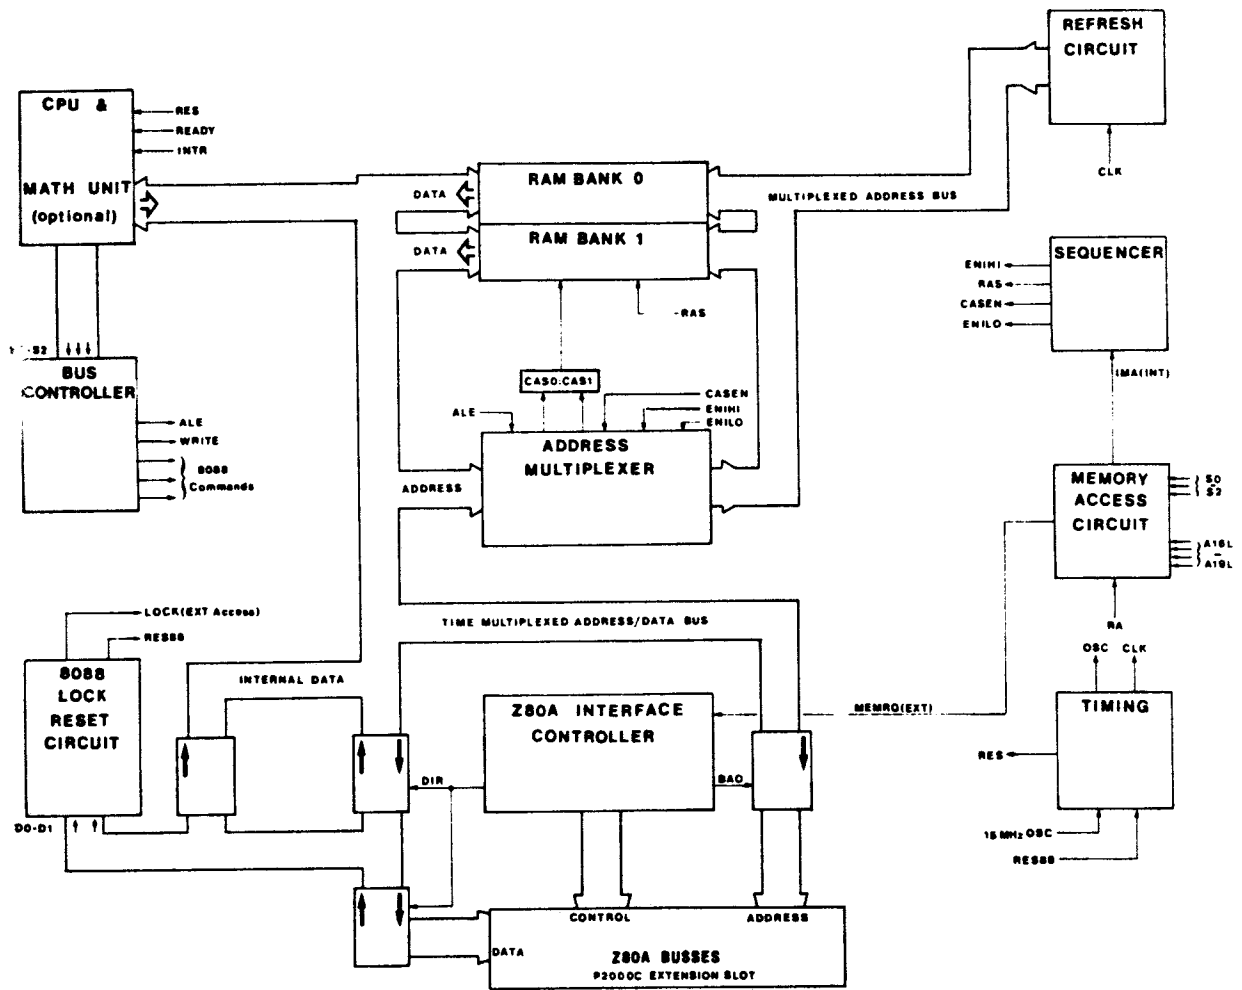 REFRESH
CIRCUIT
CLK
CPU &
MATH UNIT
(optional)
RES
READY
INTR
DATA
RAM BANK 0
DATA
RAM BANK 1
MULTIPLEXED ADDRESS BUS
-RAS
SEQUENCER
ENIHI
RAS
CASEN
ENILO
IMA(INT)
-S2
BUS
CONTROLLER
ALE
WRITE
8088
Commands
CAS0.CAS1
ALE
CASEN
ENIHI
ENILO
ADDRESS
MULTIPLEXER
ADDRESS
MEMORY
ACCESS
CIRCUIT
S0
-
S2
A16L
-
A19L
RA
LOCK(EXT Access)
RES88
TIME MULTIPLEXED ADDRESS/DATA BUS
8088
LOCK
RESET
CIRCUIT
D0-D1
INTERNAL DATA
Z80A INTERFACE
CONTROLLER
DIR
BAO
MEMRQ(EXT)
OSC
CLK
TIMING
RES
15MHz OSC
RES88
CONTROL
ADDRESS
DATA
Z80A BUSSES
P2000C EXTENSION SLOT